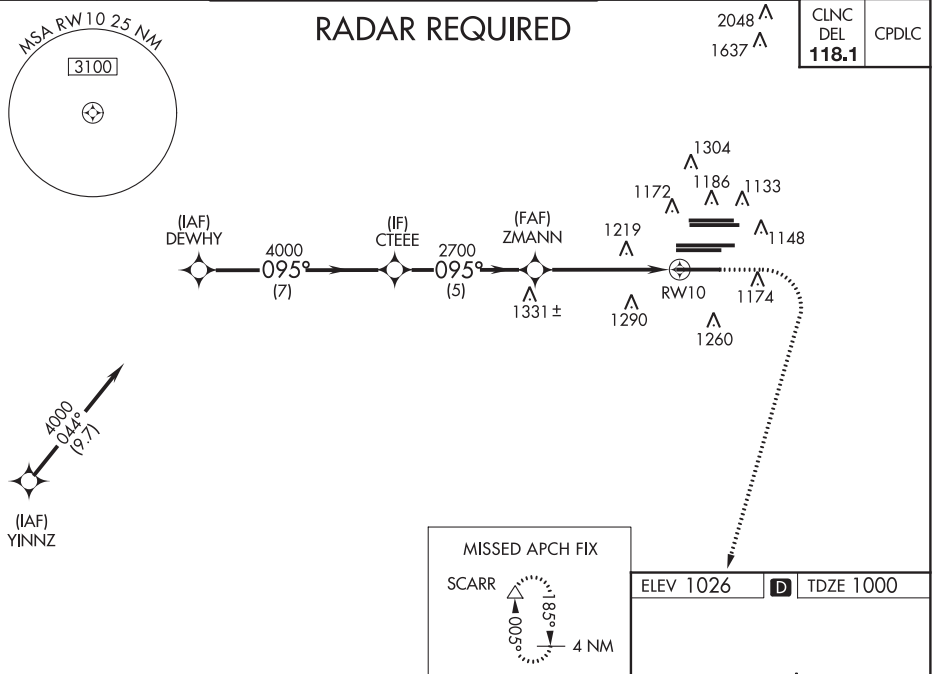 RADAR REQUIRED
2048
1637
CLNC
DEL
118.1
CPDLC
MSA RW10 25 NM
3100
1304
1172
1186
1133
1148
1219
(IAF)
DEWHY
4000
095°
(7)
(IF)
CTEEE
2700
095°
(5)
(FAF)
ZMANN
1331 ±
1290
RW10
1174
1260
4000
044°
(9.7)
(IAF)
YINNZ
MISSED APCH FIX
SCARR
005°
185°
4 NM
ELEV 1026
D
TDZE 1000